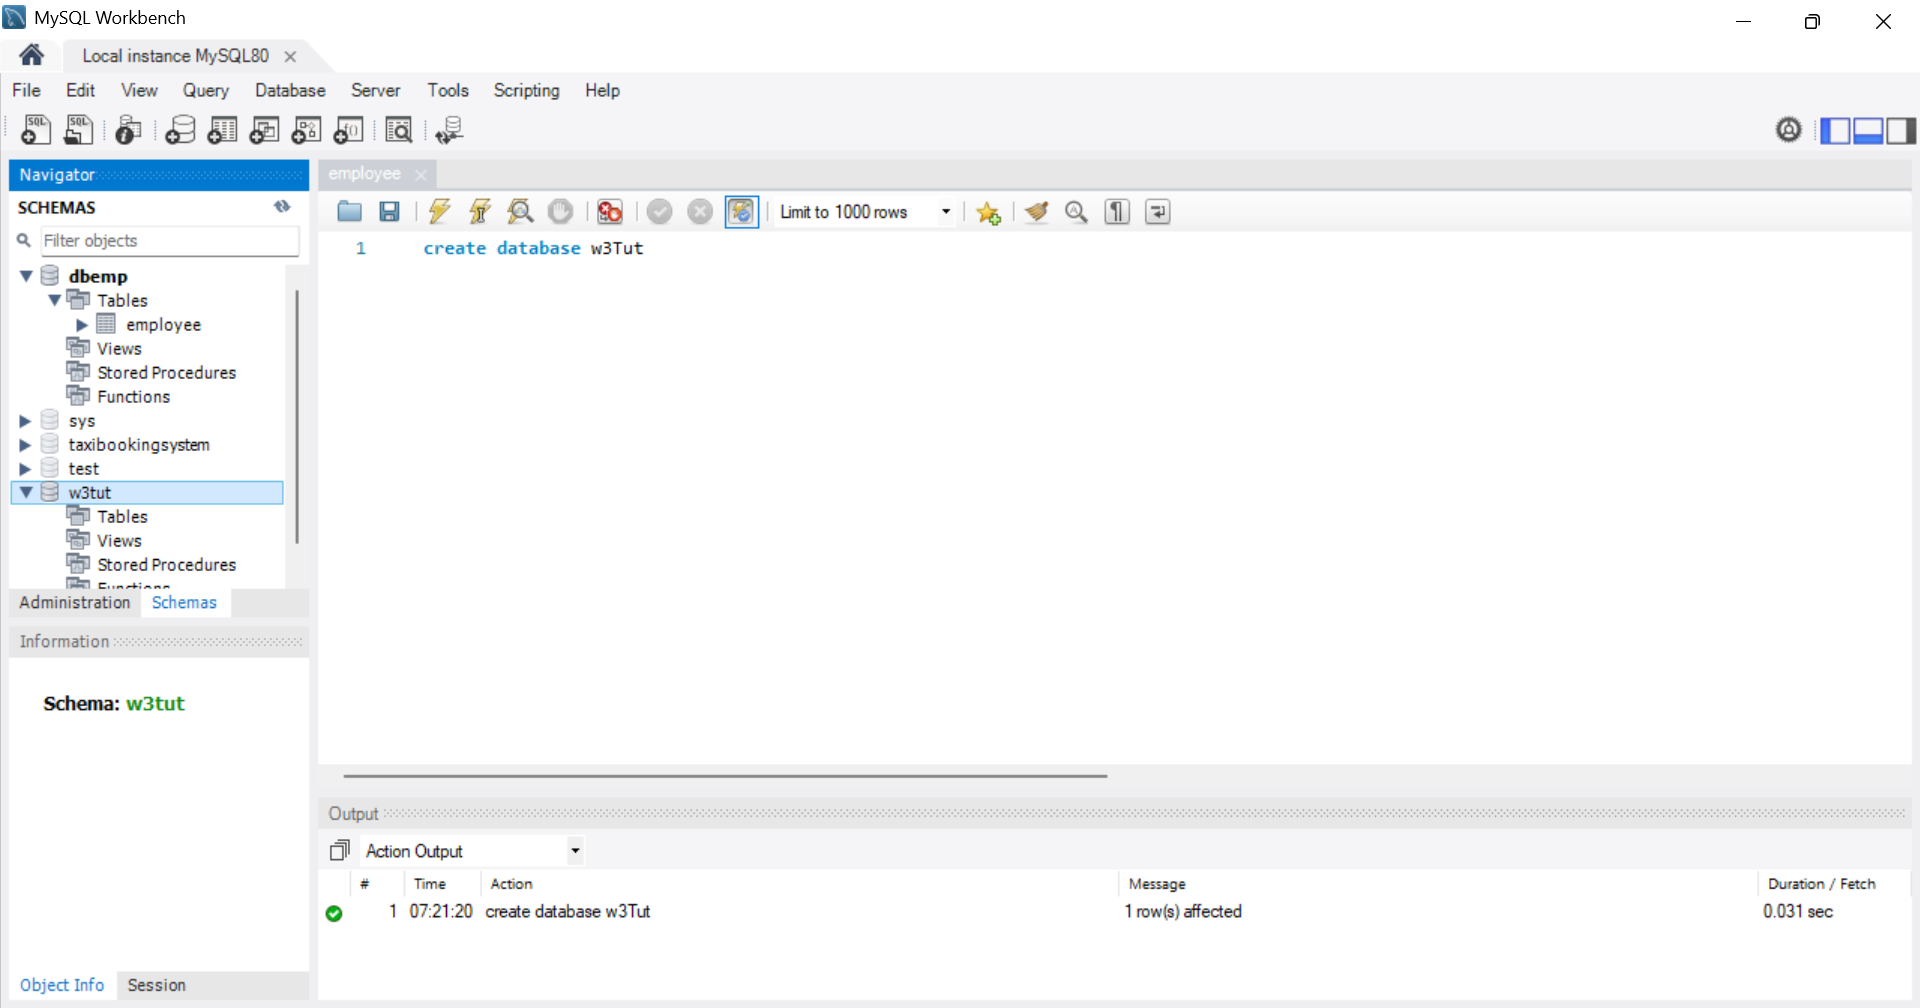 MySQL Workbench
Local instance MySQL80
File Edit View Query Database Server Tools Scripting Help
SQL SQL
Navigator
SCHEMAS
Filter objects
dbemp
Tables
employee
Views
Stored Procedures
Functions
sys
taxibookingsystem
test
w3tut
Tables
Views
Stored Procedures
Functions
Administration Schemas
Information
Schema: w3tut
Object Info Session
employee
Limit to 1000 rows
1 create database w3Tut
Output
Action Output
# Time Action Message Duration / Fetch
1 07:21:20 create database w3Tut 1 row(s) affected 0.031 sec